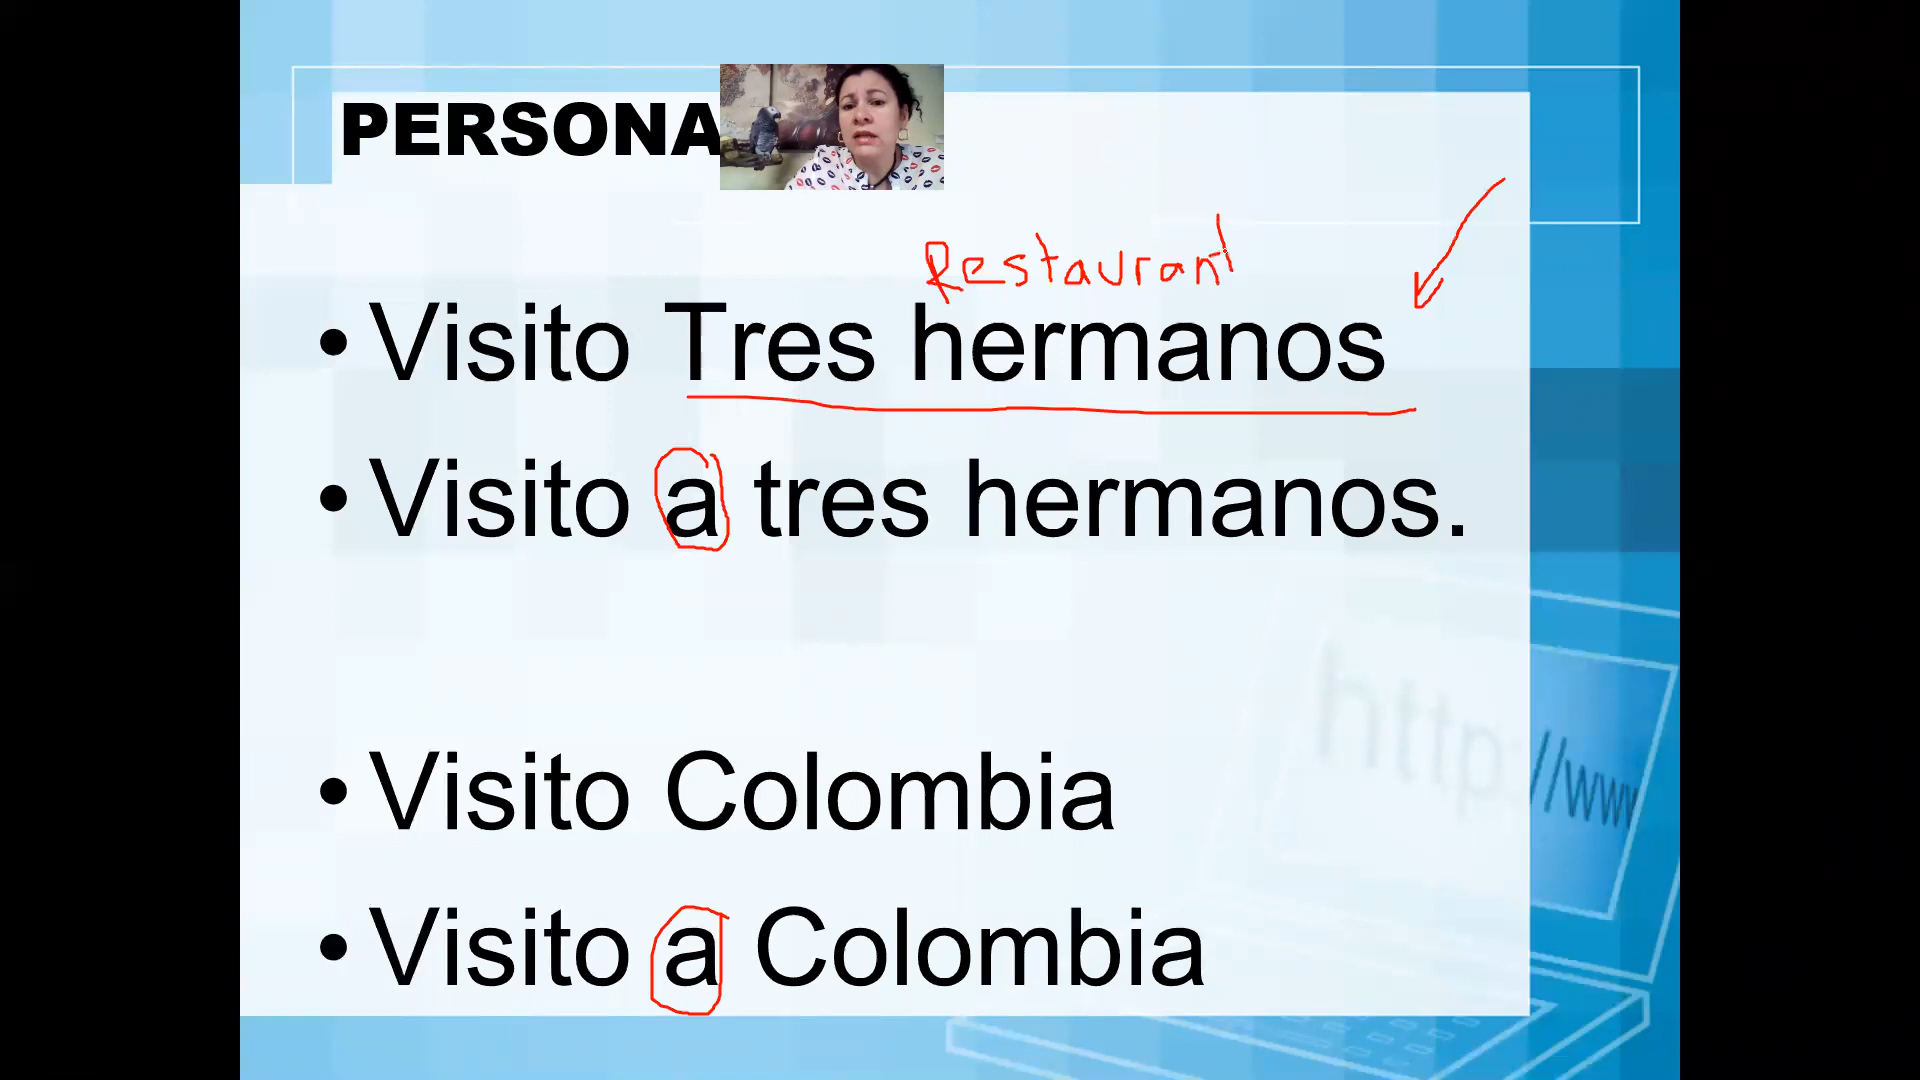 PERSONA
Restaurant
• Visito Tres hermanos
• Visito a tres hermanos.
• Visito Colombia
• Visito a Colombia
http://www